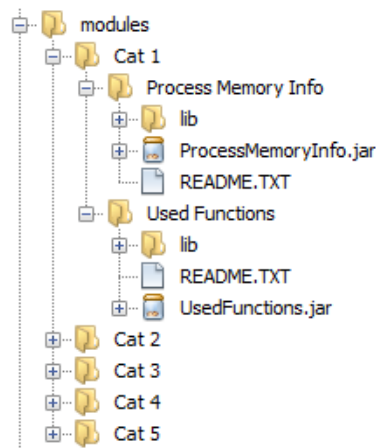 modules
Cat 1
Process Memory Info
lib
ProcessMemoryInfo.jar
README.TXT
Used Functions
lib
README.TXT
UsedFunctions.jar
Cat 2
Cat 3
Cat 4
Cat 5